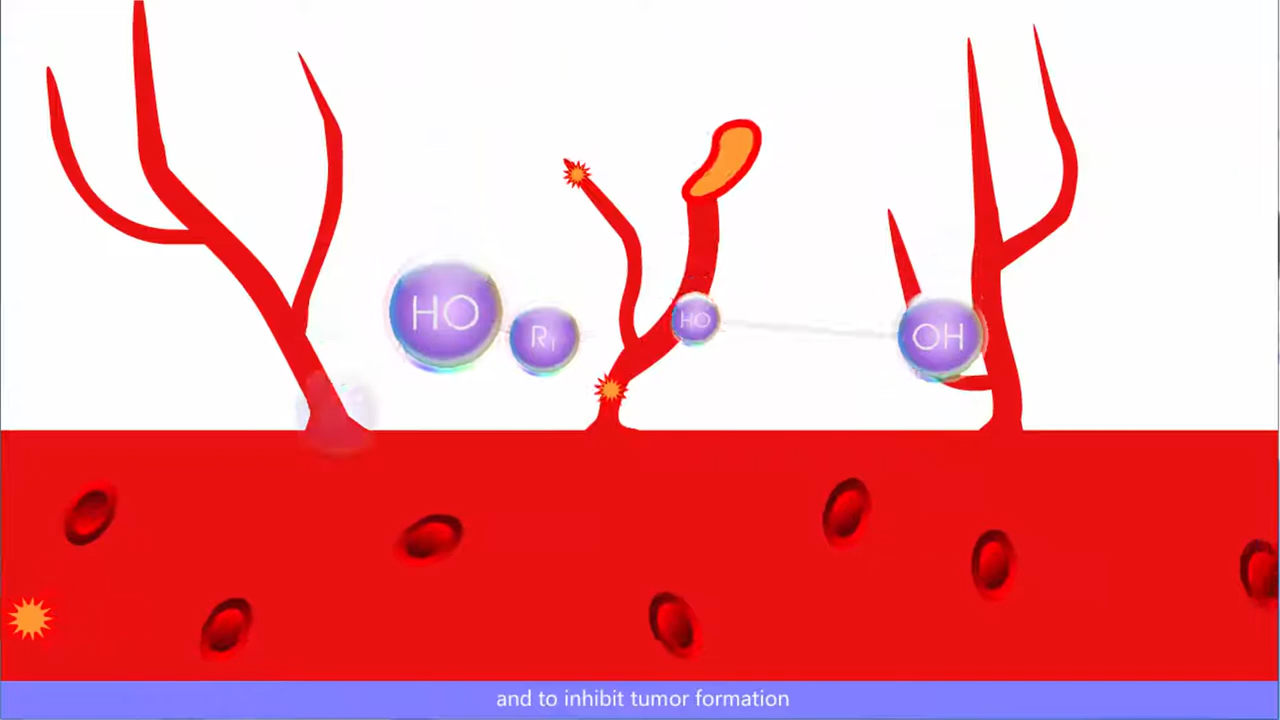 HO
R₁
HO
OH
and to inhibit tumor formation